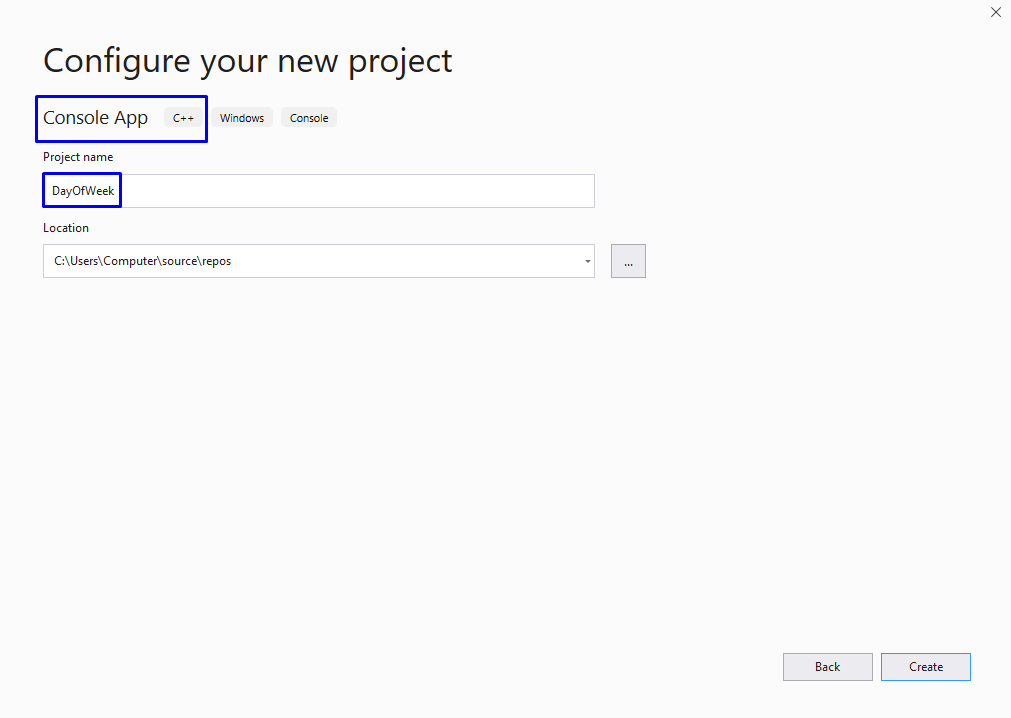 Configure your new project
Console App C++ Windows Console
Project name
DayOfWeek
Location
C:\Users\Computer\source\repos
...
Back Create